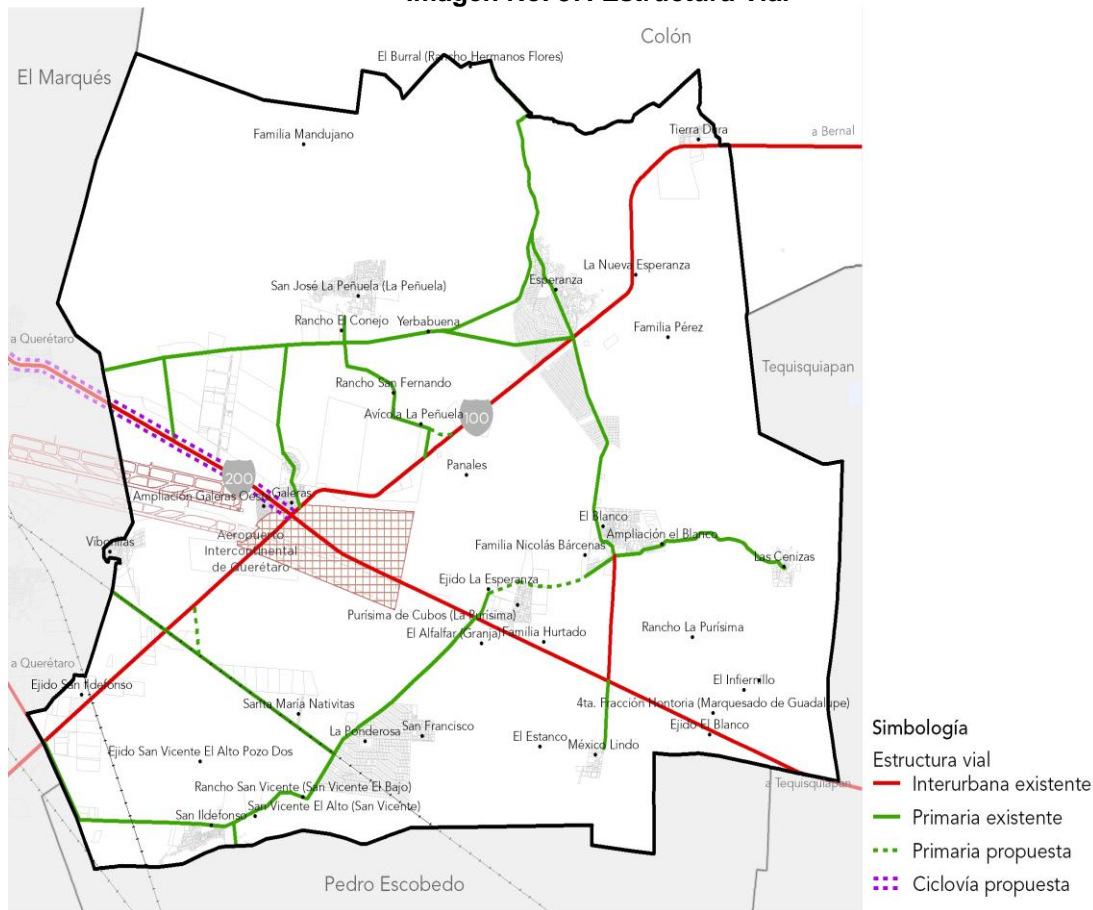 Imagen No. 6.1 Estructura Vial
Colón
El Burral (Rancho Hermanos Flores)
El Marqués
Familia Mandujano
Tierra Dura
a Bernal
La Nueva Esperanza
Esperanza
San José La Peñuela (La Peñuela)
Rancho El Conejo
Yerbabuena
Familia Pérez
a Querétaro
Tequisquiapan
Rancho San Fernando
Avícola La Peñuela
100
Panales
200
Ampliación Galeras Oeste
Galeras
El Blanco
Ampliación el Blanco
Aeropuerto
Intercontinental
de Querétaro
Viborillas
Familia Nicolás Bárcenas
Las Cenizas
Ejido La Esperanza
Purísima de Cubos (La Purísima)
El Alfalfar (Granja)
Familia Hurtado
Rancho La Purísima
a Querétaro
Ejido San Ildefonso
El Infiernillo
Santa María Nativitas
4ta. Fracción Hontoria (Marquesado de Guadalupe)
San Francisco
La Ponderosa
Ejido El Blanco
El Estanco
México Lindo
Ejido San Vicente El Alto Pozo Dos
Rancho San Vicente (San Vicente El Bajo)
a Tequisquiapan
San Vicente El Alto (San Vicente)
San Ildefonso
Pedro Escobedo
Simbología
Estructura vial
Interurbana existente
Primaria existente
Primaria propuesta
Ciclovía propuesta